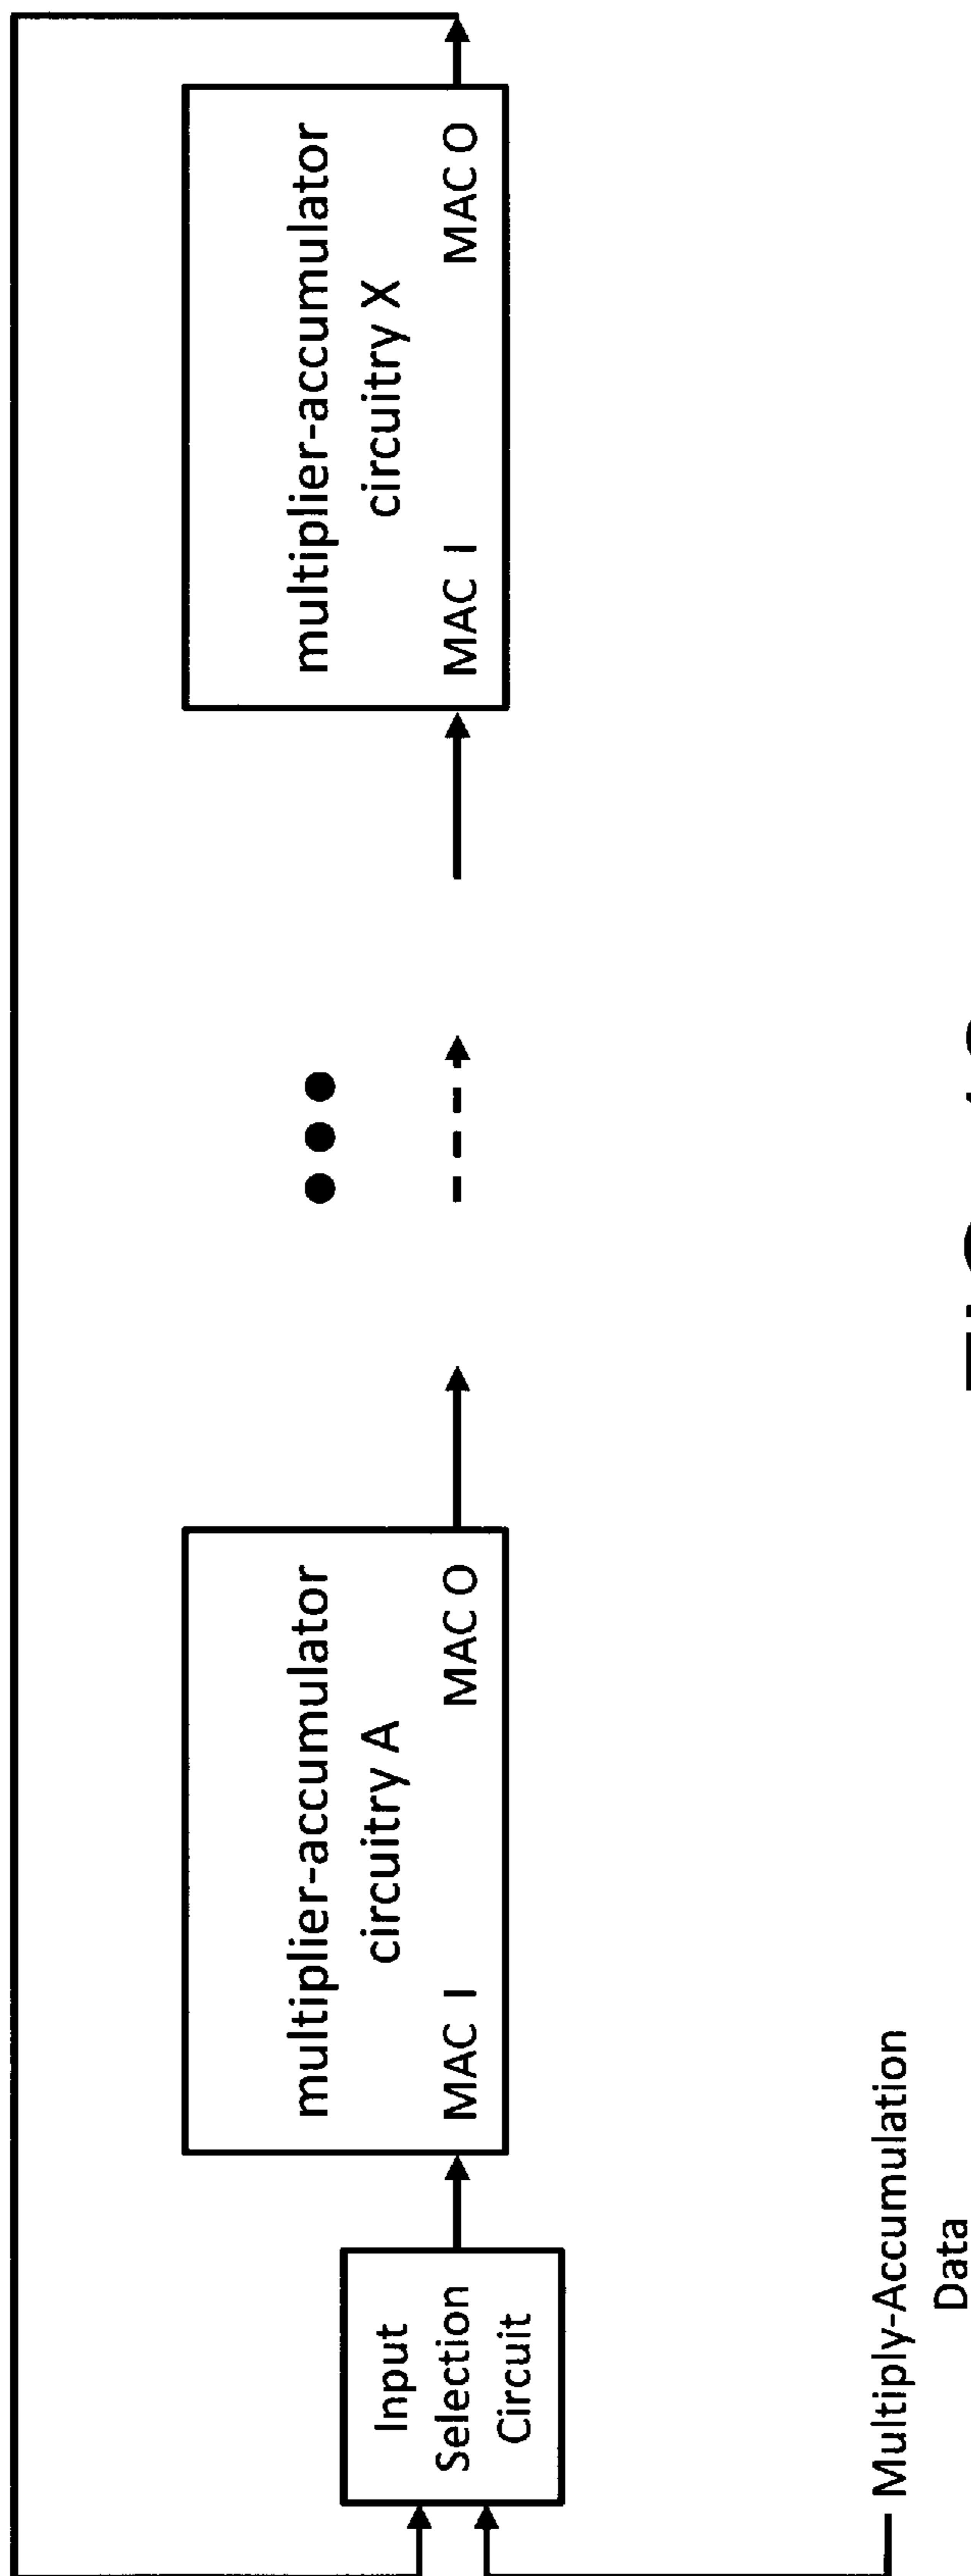 Input
Selection
Circuit
multiplier-accumulator
circuitry A
MAC I
MAC O
multiplier-accumulator
circuitry X
MAC I
MAC O
Multiply-Accumulation
Data